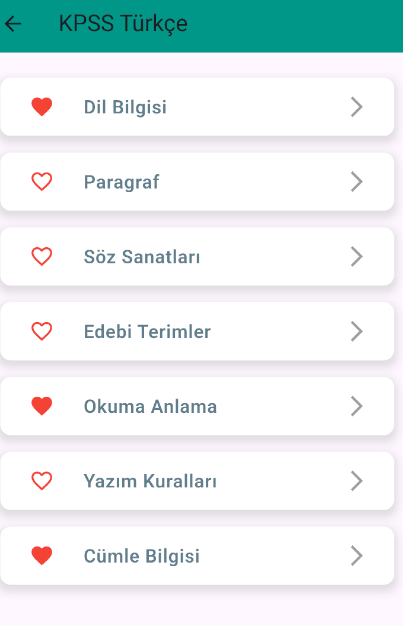 KPSS Türkçe
Dil Bilgisi
Paragraf
Söz Sanatları
Edebi Terimler
Okuma Anlama
Yazım Kuralları
Cümle Bilgisi